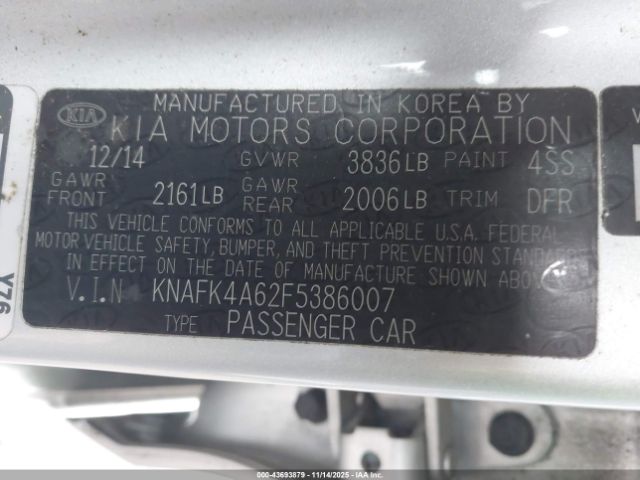 MANUFACTURED IN KOREA BY
KIA KIA MOTORS CORPORATION
12/14 GVWR 3836LB PAINT 4SS
GAWR FRONT 2161LB GAWR REAR 2006LB TRIM DFR
THIS VEHICLE CONFORMS TO ALL APPLICABLE U.S.A. FEDERAL
MOTOR VEHICLE SAFETY, BUMPER, AND THEFT PREVENTION STANDARDS
IN EFFECT ON THE DATE OF MANUFACTURE SHOWN ABOVE
V.I.N KNAFK4A62F5386007
TYPE PASSENGER CAR
Y76
000-43693879 - 11/14/2025 - IAA Inc.